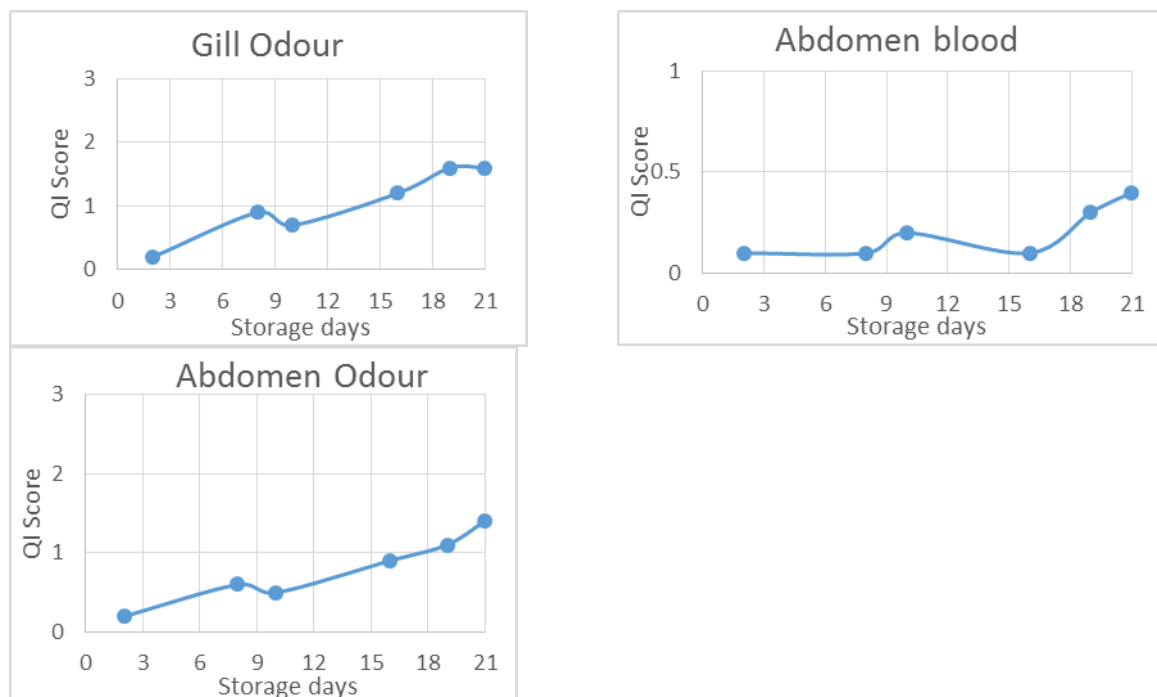 Gill Odour
3
2
1
0
QI Score
0 3 6 9 12 15 18 21
Storage days
Abdomen blood
1
0.5
0
QI Score
0 3 6 9 12 15 18 21
Storage days
Abdomen Odour
3
2
1
0
QI Score
0 3 6 9 12 15 18 21
Storage days